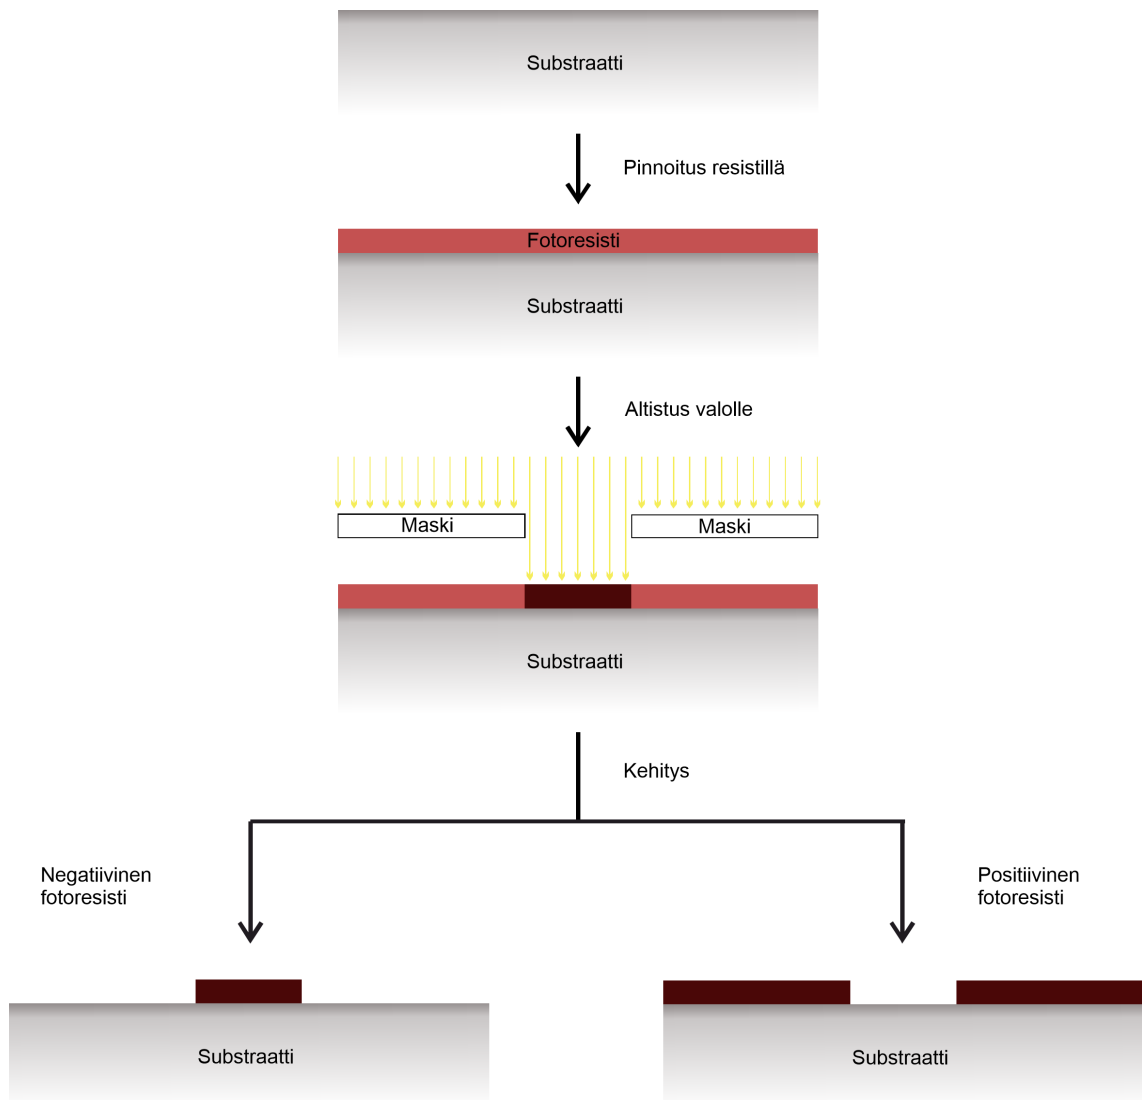 Substraatti
Pinnoitus resistillä
Fotoresisti
Substraatti
Altistus valolle
Maski
Maski
Substraatti
Kehitys
Negatiivinen
fotoresisti
Positiivinen
fotoresisti
Substraatti
Substraatti